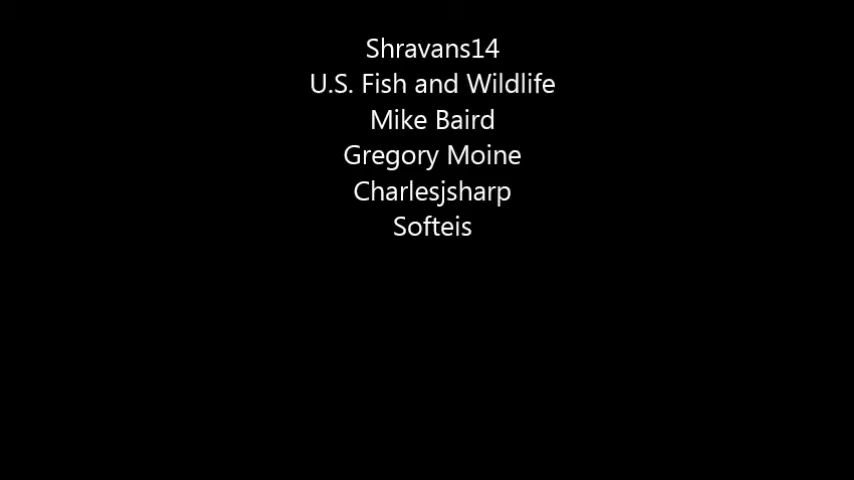 Shravans14
U.S. Fish and Wildlife
Mike Baird
Gregory Moine
Charlesjsharp
Softeis